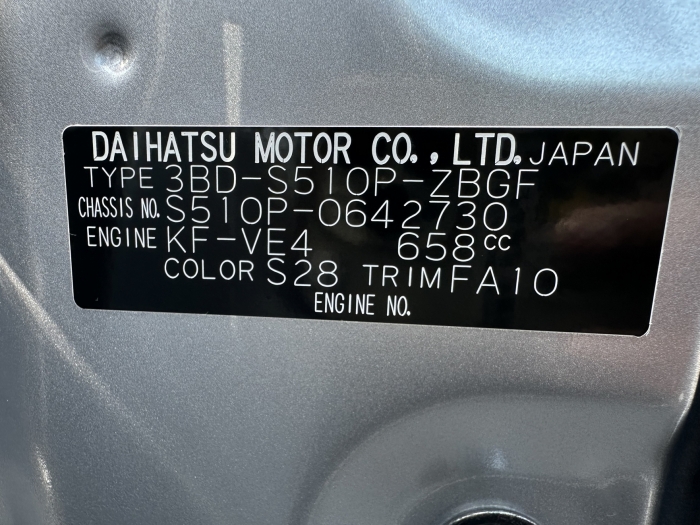 DAIHATSU MOTOR CO., LTD. JAPAN
TYPE 3BD-S510P-ZBGF
CHASSIS NO. S510P-0642730
ENGINE KF-VE4 658cc
COLOR S28 TRIM FA10
ENGINE NO.